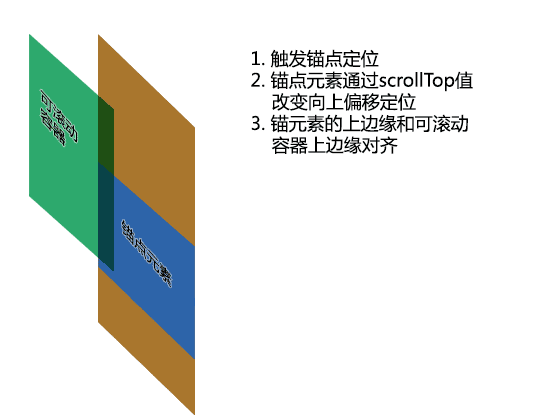 可滚动
容器
锚点元素
1. 触发锚点定位
2. 锚点元素通过scrollTop值
改变向上偏移定位
3. 锚元素的上边缘和可滚动
容器上边缘对齐